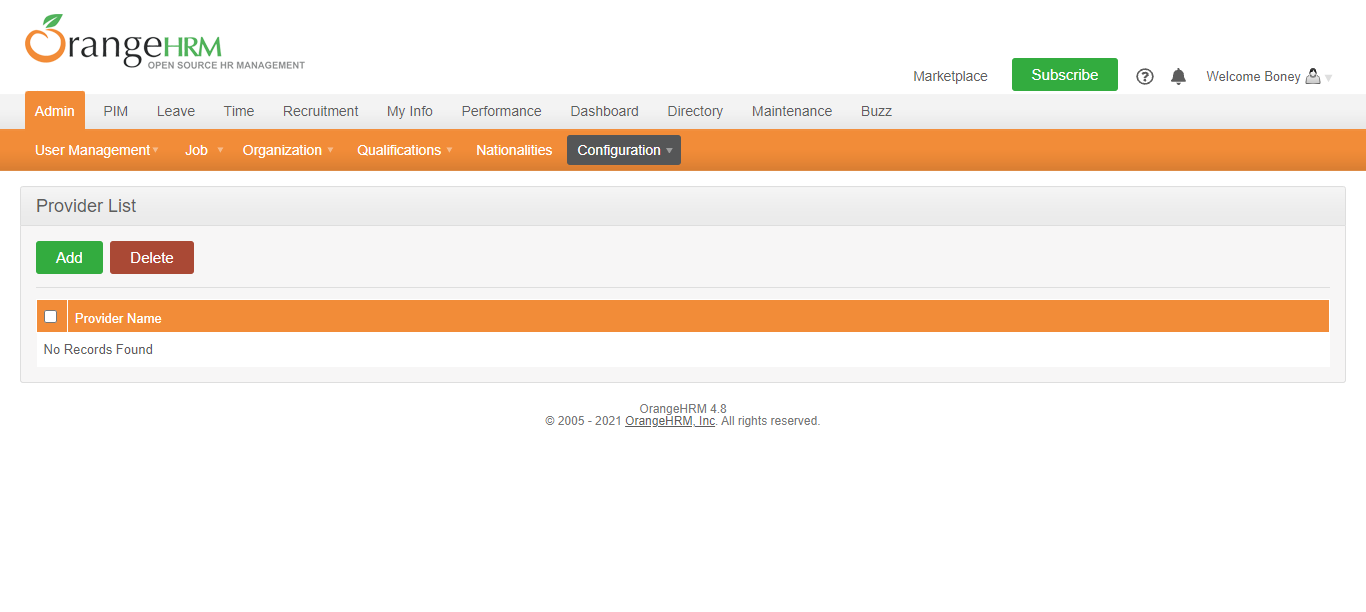 OrangeHRM
OPEN SOURCE HR MANAGEMENT
Marketplace Subscribe Welcome Boney
Admin PIM Leave Time Recruitment My Info Performance Dashboard Directory Maintenance Buzz
User Management Job Organization Qualifications Nationalities Configuration
Provider List
Add Delete
Provider Name
No Records Found
OrangeHRM 4.8
© 2005 - 2021 OrangeHRM, Inc. All rights reserved.